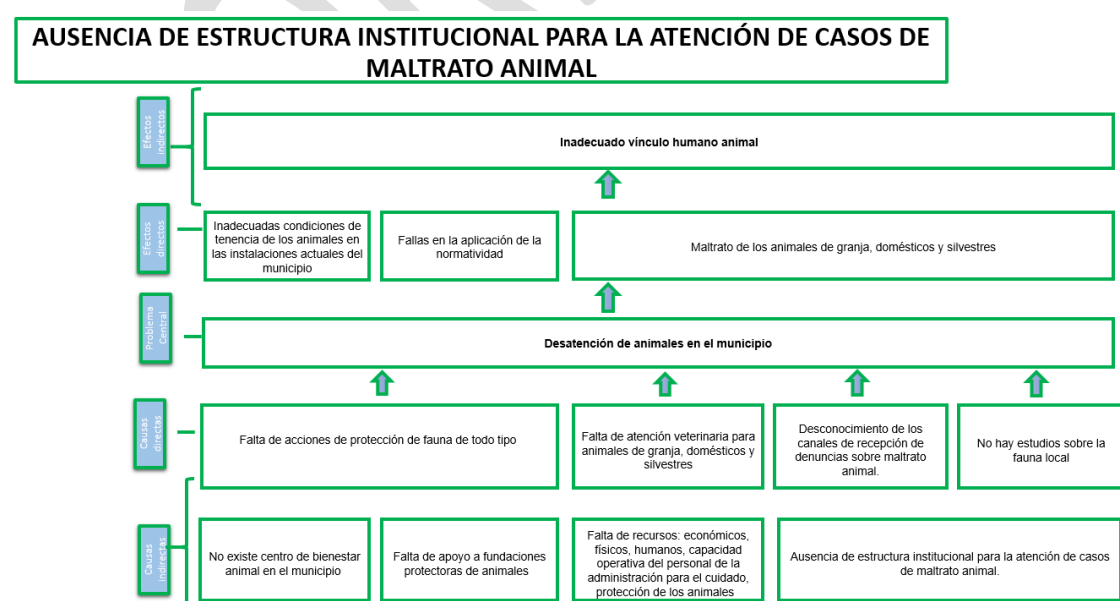 AUSENCIA DE ESTRUCTURA INSTITUCIONAL PARA LA ATENCIÓN DE CASOS DE
MALTRATO ANIMAL
Efectos
indirectos
Inadecuado vínculo humano animal
Efectos
directos
Inadecuadas condiciones de
tenencia de los animales en
las instalaciones actuales del
municipio
Fallas en la aplicación de la
normatividad
Maltrato de los animales de granja, domésticos y silvestres
Problema
Central
Desatención de animales en el municipio
Causas
directas
Falta de acciones de protección de fauna de todo tipo
Falta de atención veterinaria para
animales de granja, domésticos y
silvestres
Desconocimiento de los
canales de recepción de
denuncias sobre maltrato
animal.
No hay estudios sobre la
fauna local
Causas
indirectas
No existe centro de bienestar
animal en el municipio
Falta de apoyo a fundaciones
protectoras de animales
Falta de recursos: económicos,
físicos, humanos, capacidad
operativa del personal de la
administración para el cuidado,
protección de los animales
Ausencia de estructura institucional para la atención de casos
de maltrato animal.